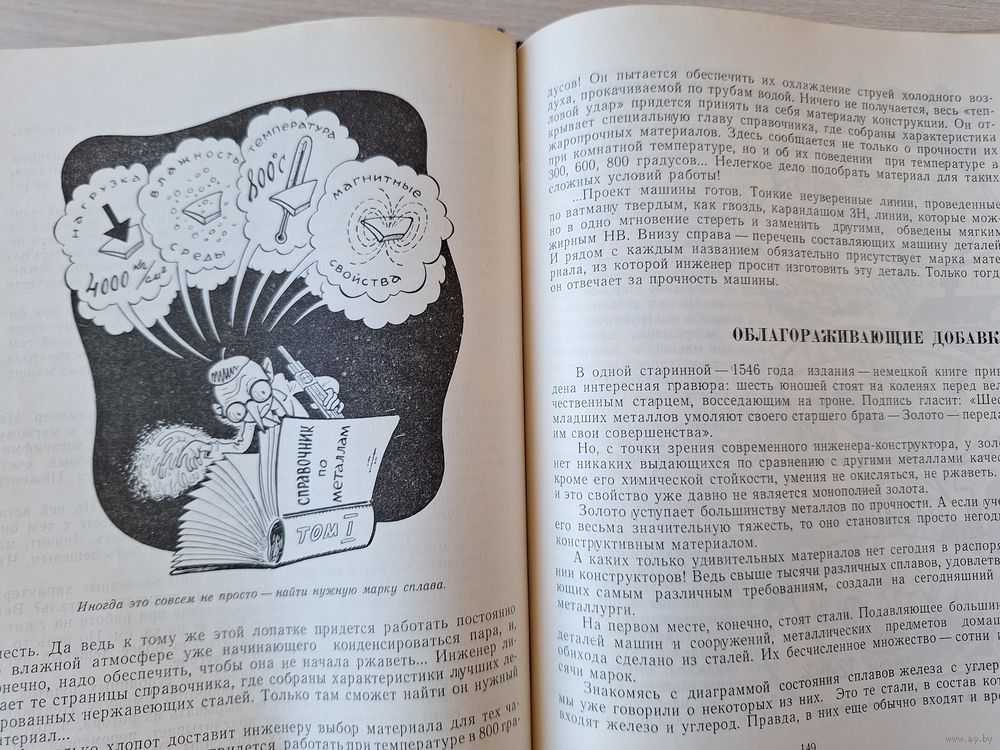 нагрузка
4000 кг/см²
влажность
среды
температура
800°С
магнитные
свойства
СПРАВОЧНИК
по
металлам
ТОМ I
Иногда это совсем не просто — найти нужную марку сплава.
месть. Да ведь к тому же этой лопатке придется работать постоянно
влажной атмосфере уже начинающего конденсироваться пара, и,
конечно, надо обеспечить, чтобы она не начала ржаветь... Инженер ли-
ает те страницы справочника, где собраны характеристики лучших ле-
рованных нержавеющих сталей. Только там сможет найти он нужный
материал...
олько хлопот доставит инженеру выбор материала для тех ча-
придется работать при температуре в 800 гра-
дусов! Он пытается обеспечить их охлаждение струей холодного воз-
духа, прокачиваемой по трубам водой. Ничего не получается, весь «теп-
ловой удар» придется принять на себя материалу конструкции. Он от-
крывает специальную главу справочника, где собраны характеристики
жаропрочных материалов. Здесь сообщается не только о прочности их
при комнатной температуре, но и об их поведении при температуре в
300, 600, 800 градусов... Нелегкое дело подобрать материал для таких
сложных условий работы!
...Проект машины готов. Тонкие неуверенные линии, проведенные
по ватману твердым, как гвоздь, карандашом 3Н, линии, которые мож-
но в одно мгновение стереть и заменить другими, обведены мягким
жирным НВ. Внизу справа — перечень составляющих машину деталей
И рядом с каждым названием обязательно присутствует марка мате
риала, из которой инженер просит изготовить эту деталь. Только тогд
он отвечает за прочность машины.
ОБЛАГОРАЖИВАЮЩИЕ ДОБАВК
В одной старинной — 1546 года издания — немецкой книге прив
дена интересная гравюра: шесть юношей стоят на коленях перед вел
чественным старцем, восседающим на троне. Подпись гласит: «Шес
младших металлов умоляют своего старшего брата — Золото — переда
им свои совершенства».
Но, с точки зрения современного инженера-конструктора, у золо
нет никаких выдающихся по сравнению с другими металлами качес
кроме его химической стойкости, умения не окисляться, не ржаветь.
и это свойство уже давно не является монополией золота.
Золото уступает большинству металлов по прочности. А если уче
его весьма значительную тяжесть, то оно становится просто негодн
конструктивным материалом.
А каких только удивительных материалов нет сегодня в распоря
нии конструкторов! Ведь свыше тысячи различных сплавов, удовлетв
ющих самым различным требованиям, создали на сегодняшний
металлурги.
На первом месте, конечно, стоят стали. Подавляющее большин
деталей машин и сооружений, металлических предметов домаш
обихода сделано из сталей. Их бесчисленное множество — сотни
сячи марок.
Знакомясь с диаграммой состояния сплавов железа с углер
мы уже говорили о некоторых из них. Это те стали, в состав кот
входят железо и углерод. Правда, в них еще обычно входят и вре
149
www.ay.by